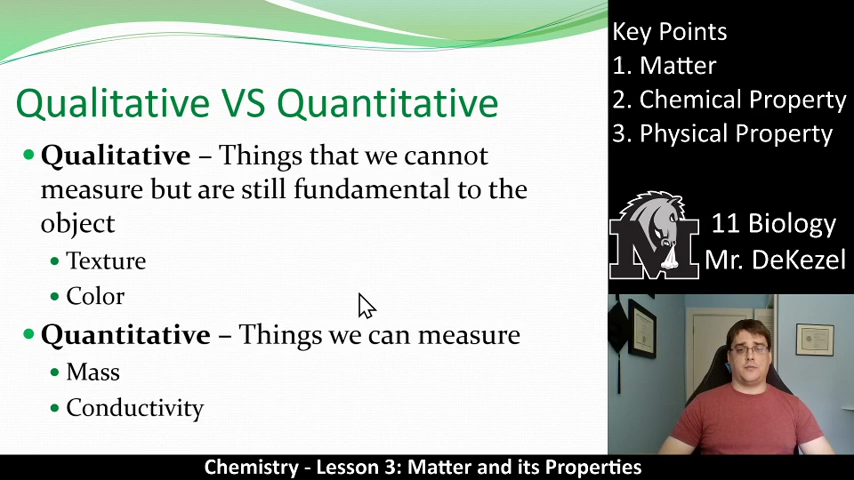 Qualitative VS Quantitative
Qualitative – Things that we cannot
measure but are still fundamental to the
object
Texture
Color
Quantitative – Things we can measure
Mass
Conductivity
Key Points
1. Matter
2. Chemical Property
3. Physical Property
M
11 Biology
Mr. DeKezel
Chemistry - Lesson 3: Matter and its Properties